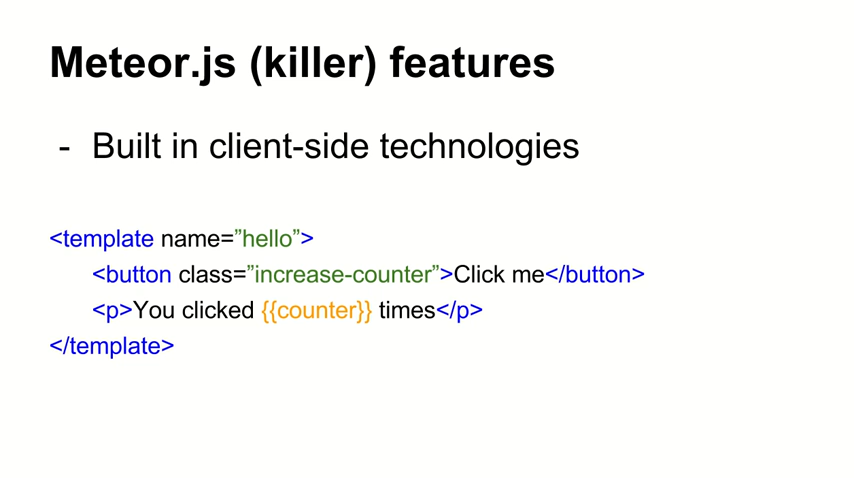 Meteor.js (killer) features
- Built in client-side technologies
<template name=”hello”>
<button class=”increase-counter”>Click me</button>
<p>You clicked {{counter}} times</p>
</template>